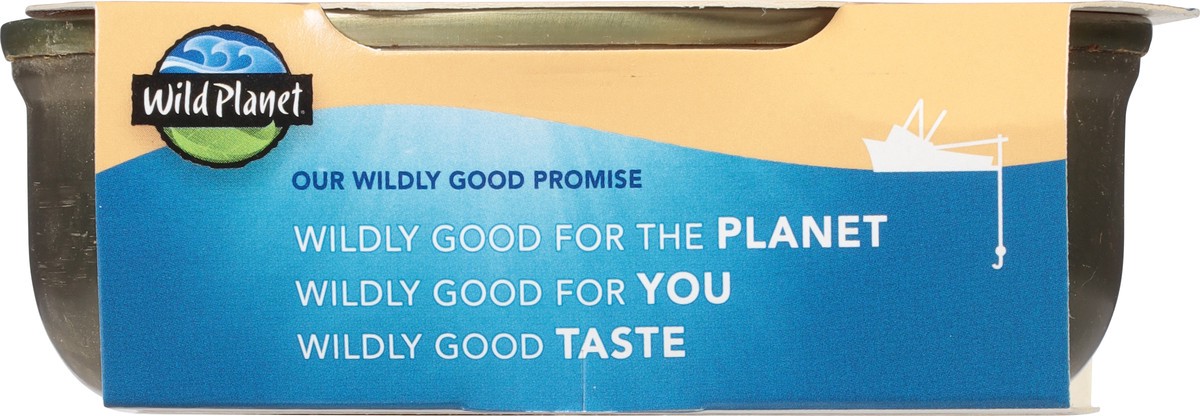 Wild Planet
OUR WILDLY GOOD PROMISE
WILDLY GOOD FOR THE PLANET
WILDLY GOOD FOR YOU
WILDLY GOOD TASTE